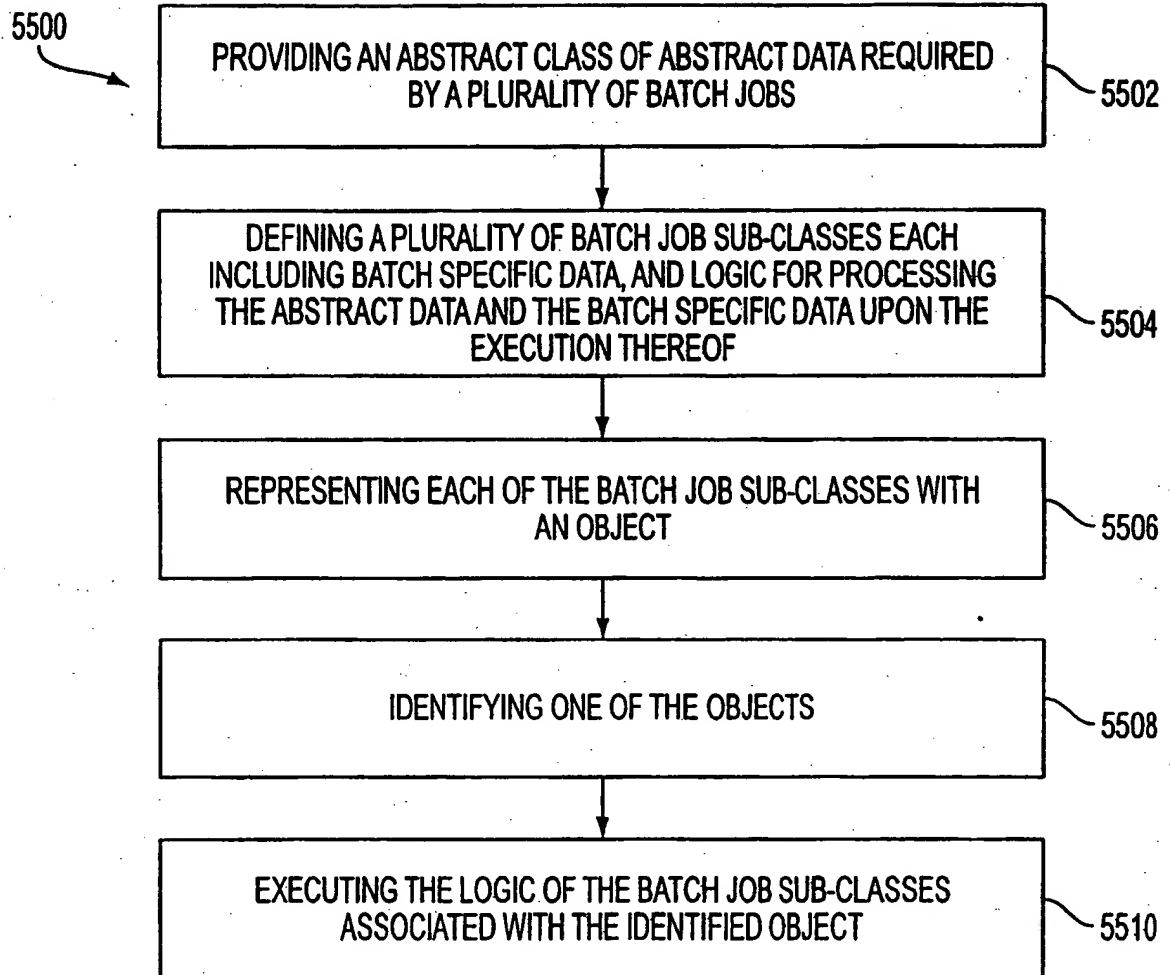 5500
PROVIDING AN ABSTRACT CLASS OF ABSTRACT DATA REQUIRED
BY A PLURALITY OF BATCH JOBS
5502
DEFINING A PLURALITY OF BATCH JOB SUB-CLASSES EACH
INCLUDING BATCH SPECIFIC DATA, AND LOGIC FOR PROCESSING
THE ABSTRACT DATA AND THE BATCH SPECIFIC DATA UPON THE
EXECUTION THEREOF
5504
REPRESENTING EACH OF THE BATCH JOB SUB-CLASSES WITH
AN OBJECT
5506
IDENTIFYING ONE OF THE OBJECTS
5508
EXECUTING THE LOGIC OF THE BATCH JOB SUB-CLASSES
ASSOCIATED WITH THE IDENTIFIED OBJECT
5510